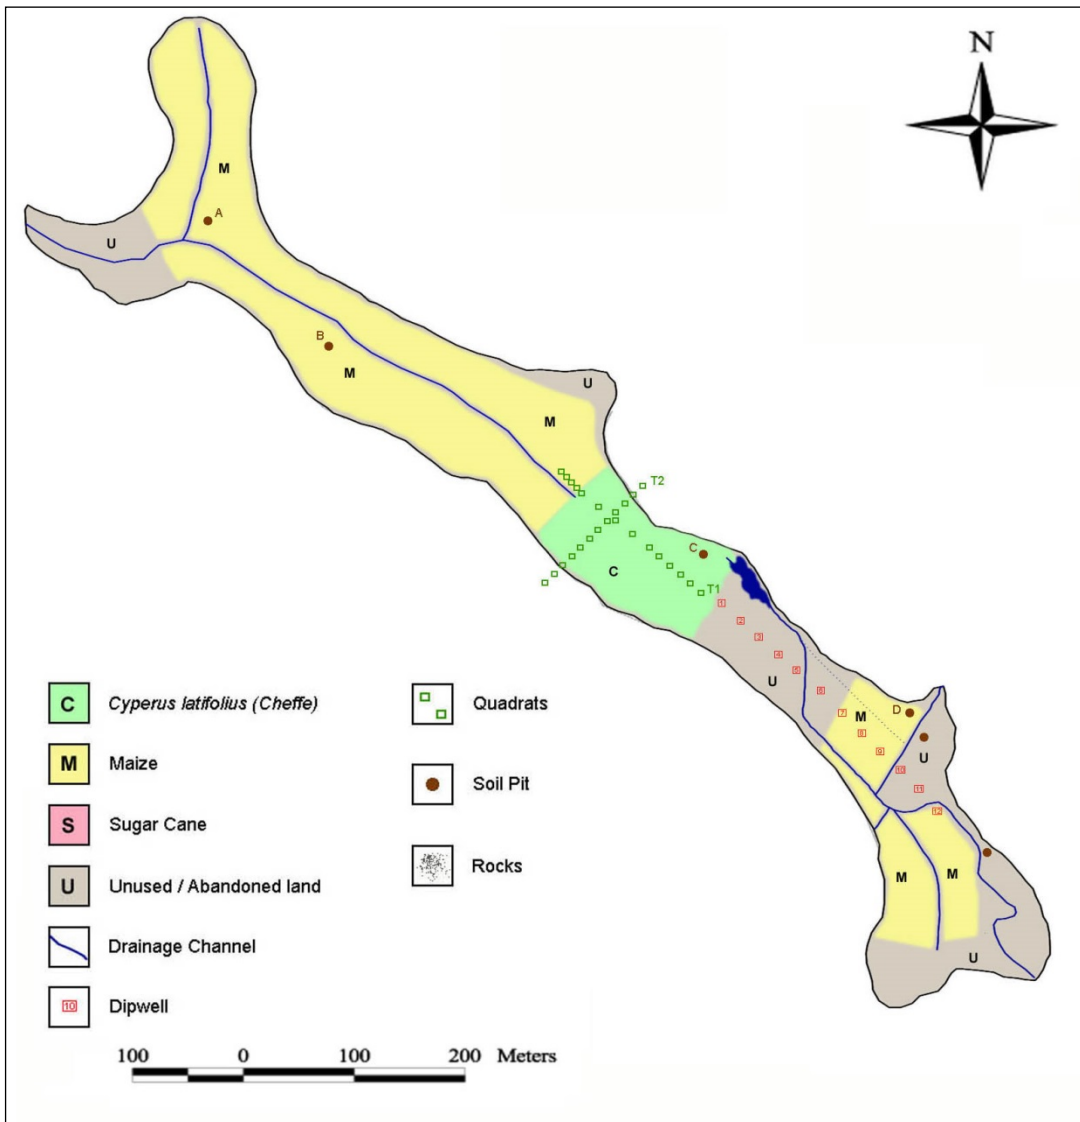 N
M
A
U
B
M
U
M
T2
C
C
T1
1
2
3
4
5
U
6
7
M
8
9
D
U
10
11
12
M
M
U
C Cyperus latifolius (Cheffe)
M Maize
S Sugar Cane
U Unused / Abandoned land
Drainage Channel
10 Dipwell
Quadrats
Soil Pit
Rocks
100 0 100 200 Meters